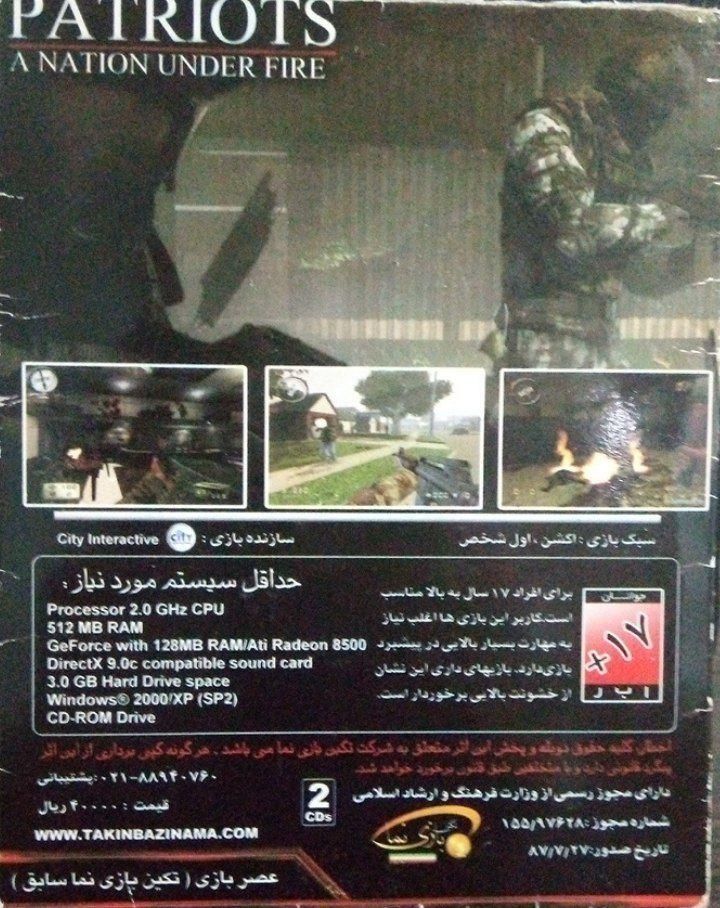 PATRIOTS
A NATION UNDER FIRE
سبک بازی : اکشن ، اول شخص
سازنده بازی : city City Interactive
حداقل سیستم مورد نیاز :
Processor 2.0 GHz CPU
512 MB RAM
GeForce with 128MB RAM/Ati Radeon 8500
DirectX 9.0c compatible sound card
3.0 GB Hard Drive space
Windows® 2000/XP (SP2)
CD-ROM Drive
برای افراد ۱۷ سال به بالا مناسب
است.کاربر این بازی ها اغلب نیاز
به مهارت بسیار بالایی در پیشبرد
بازی دارد. بازیهای دارای این نشان
از خشونت بالایی برخوردار است.
جوانان
+۱۷
اخطار: کلیه حقوق دوبله و پخش این اثر متعلق به شرکت تکین بازی نما می باشد . هر گونه کپی برداری از این اثر
پیگرد قانونی دارد و با متخلفین طبق قانون برخورد خواهد شد.
دارای مجوز رسمی از وزارت فرهنگ و ارشاد اسلامی
شماره مجوز: ۱۵۵/۹۷۶۲۸
تاریخ صدور: ۸۷/۷/۲۷
پشتیبانی: ۰۲۱-۸۸۹۴۰۷۶۰
قیمت : ۴۰۰۰۰ ریال
2
CDs
WWW.TAKINBAZINAMA.COM
تکین بازی نما
عصر بازی ( تکین بازی نما سابق )